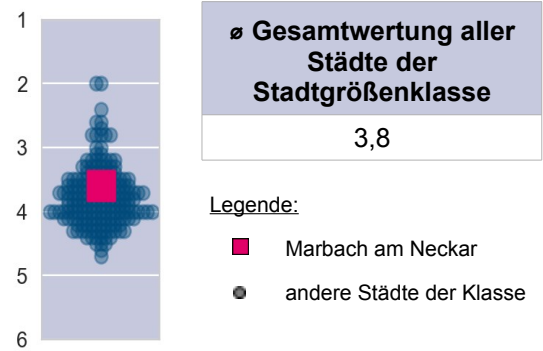 1
2
3
4
5
6
⌀ Gesamtwertung aller
Städte der
Stadtgrößenklasse
3,8
Legende:
Marbach am Neckar
andere Städte der Klasse